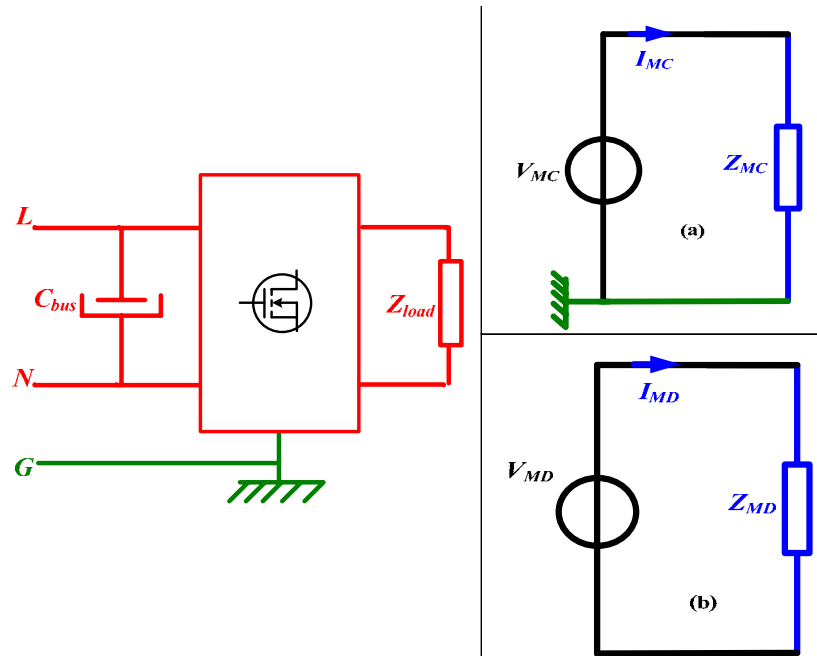 L
C_bus
N
G
Z_load
I_MC
V_MC
Z_MC
(a)
I_MD
V_MD
Z_MD
(b)